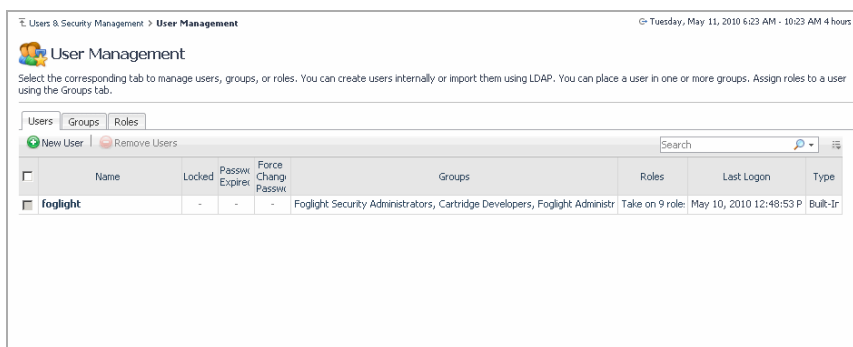 Users & Security Management > User Management
Tuesday, May 11, 2010 6:23 AM - 10:23 AM 4 hours
User Management
Select the corresponding tab to manage users, groups, or roles. You can create users internally or import them using LDAP. You can place a user in one or more groups. Assign roles to a user
using the Groups tab.
Users Groups Roles
New User Remove Users Search
Name Locked Passwo Expired Force Change Passwo Groups Roles Last Logon Type
foglight - - - Foglight Security Administrators, Cartridge Developers, Foglight Administr Take on 9 role: May 10, 2010 12:48:53 P Built-Ir